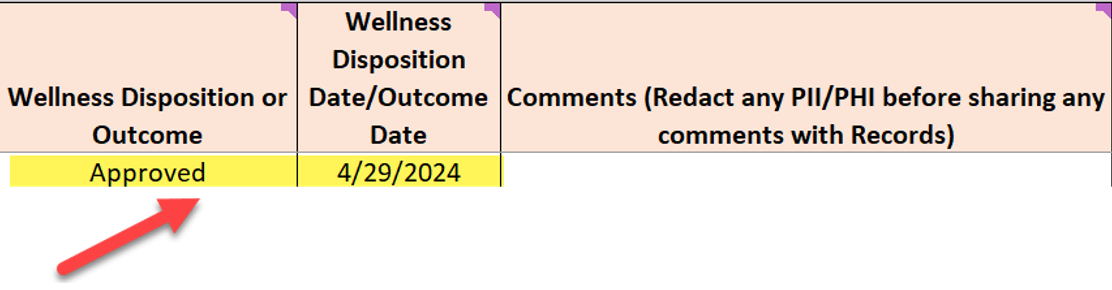 Wellness Disposition or
Outcome
Wellness
Disposition
Date/Outcome
Date
Comments (Redact any PII/PHI before sharing any
comments with Records)
Approved
4/29/2024